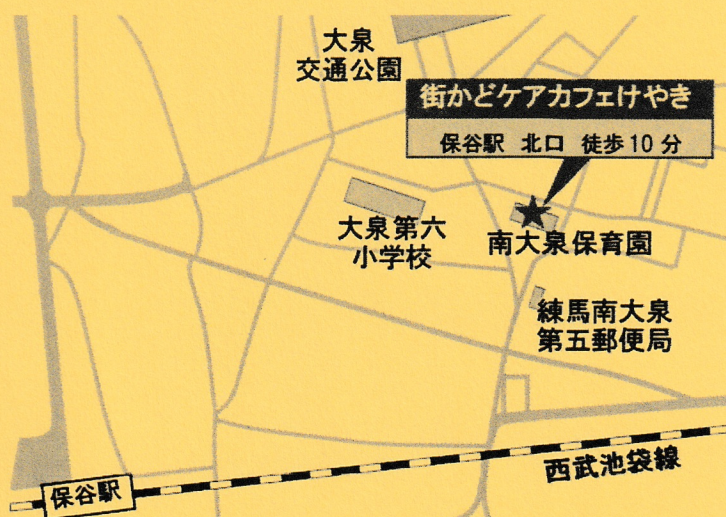 大泉
交通公園
街かどケアカフェけやき
保谷駅 北口 徒歩10分
大泉第六
小学校
南大泉保育園
練馬南大泉
第五郵便局
西武池袋線
保谷駅